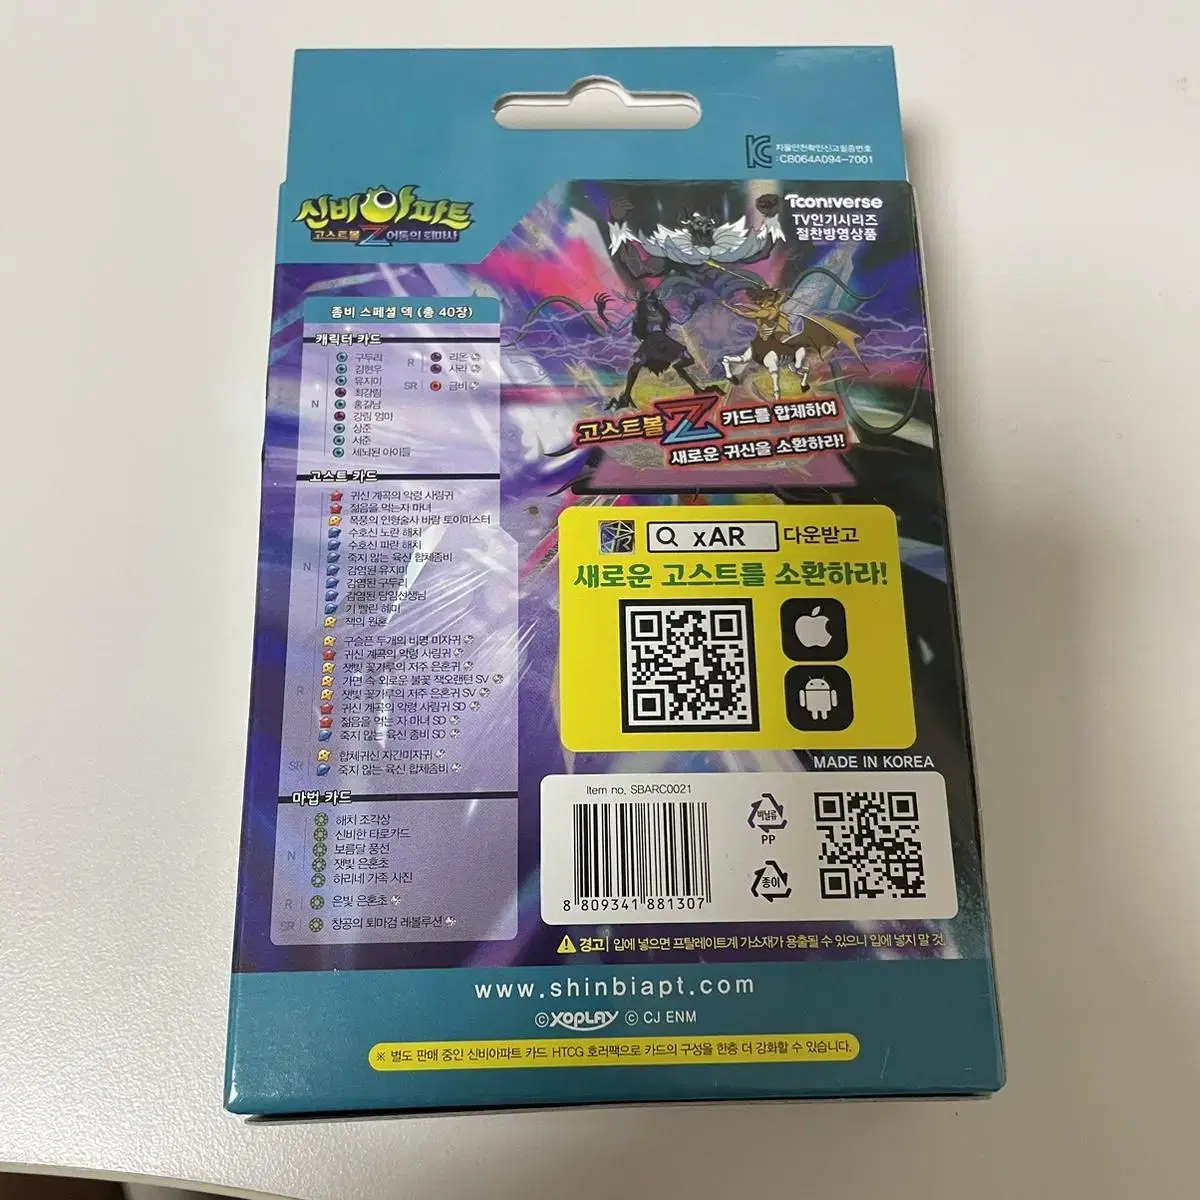 자율안전확인신고필증번호
:CB064A094-7001
신비아파트
고스트볼 Z 어둠의 퇴마사
Tooniverse
TV인기시리즈
절찬방영상품
좀비 스페셜 덱 (총 40장)
캐릭터 카드
N
구두리
김현우
유지미
최강림
홍길남
강림 엄마
상준
서준
세뇌된 아이들
R
리온
사라
SR
금비
고스트 카드
N
귀신 계곡의 악령 사림귀
젊음을 먹는자 마녀
폭풍의 인형술사 바람 토이마스터
수호신 노란 해치
수호신 파란 해치
죽지 않는 육신 합체좀비
감염된 유지미
감염된 구두리
감염된 담임선생님
기 빨린 헤미
잭의 원혼
R
구슬픈 두개의 비명 미자귀
귀신 계곡의 악령 사림귀
잿빛 꽃가루의 저주 은혼귀
가면 속 외로운 불꽃 잭오랜턴 SV
잿빛 꽃가루의 저주 은혼귀 SV
귀신 계곡의 악령 사림귀 SD
젊음을 먹는 자 마녀 SD
죽지 않는 육신 좀비 SD
SR
합체귀신 자간미자귀
죽지 않는 육신 합체좀비
마법 카드
N
해치 조각상
신비한 타로카드
보름달 풍선
잿빛 은혼초
하리네 가족 사진
R
은빛 은혼초
SR
창공의 퇴마검 레볼루션
고스트볼 Z 카드를 합체하여
새로운 귀신을 소환하라!
xAR 다운받고
새로운 고스트를 소환하라!
MADE IN KOREA
Item no. SBARC0021
8 809341 881307
비닐류
PP
종이
경고 입에 넣으면 프탈레이트계 가소제가 용출될 수 있으니 입에 넣지 말 것.
www.shinbiapt.com
© XOPLAY © CJ ENM
※ 별도 판매 중인 신비아파트 카드 HTCG 호러팩으로 카드의 구성을 한층 더 강화할 수 있습니다.